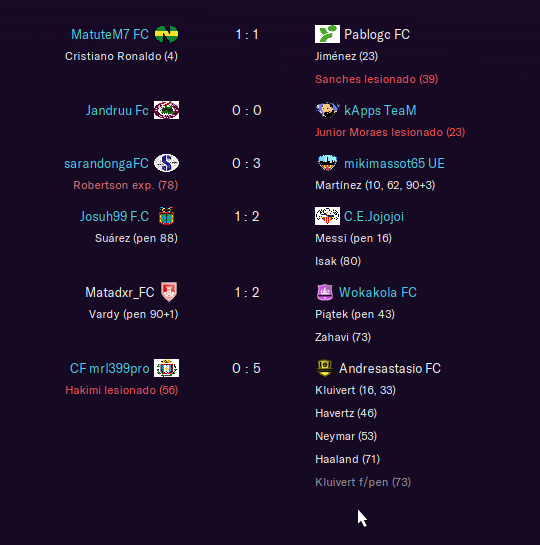 MatuteM7 FC 1 : 1 Pablogc FC
Cristiano Ronaldo (4) Jiménez (23)
Sanches lesionado (39)
Jandruu Fc 0 : 0 kApps TeaM
Junior Moraes lesionado (23)
sarandongaFC 0 : 3 mikimassot65 UE
Robertson exp. (78) Martínez (10, 62, 90+3)
Josuh99 F.C 1 : 2 C.E.Jojojoi
Suárez (pen 88) Messi (pen 16)
Isak (80)
Matadxr_FC 1 : 2 Wokakola FC
Vardy (pen 90+1) Piątek (pen 43)
Zahavi (73)
CF mrl399pro 0 : 5 Andresastasio FC
Hakimi lesionado (56) Kluivert (16, 33)
Havertz (46)
Neymar (53)
Haaland (71)
Kluivert f/pen (73)